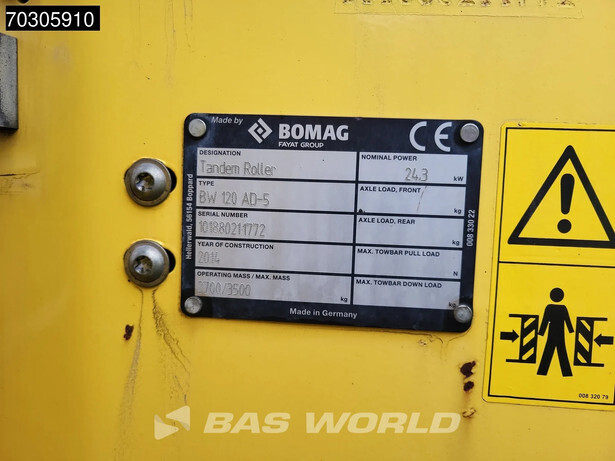 70305910
Made by
BOMAG
FAYAT GROUP
CE
DESIGNATION
Tandem Roller
NOMINAL POWER
24.3 kW
TYPE
BW 120 AD-5
AXLE LOAD, FRONT
kg
SERIAL NUMBER
101880211772
AXLE LOAD, REAR
kg
YEAR OF CONSTRUCTION
2014
MAX. TOWBAR PULL LOAD
N
OPERATING MASS / MAX. MASS
2700/3500 kg
MAX. TOWBAR DOWN LOAD
kg
Made in Germany
Hellerwald, 56154 Boppard
008 330 22
008 320 79
BAS WORLD